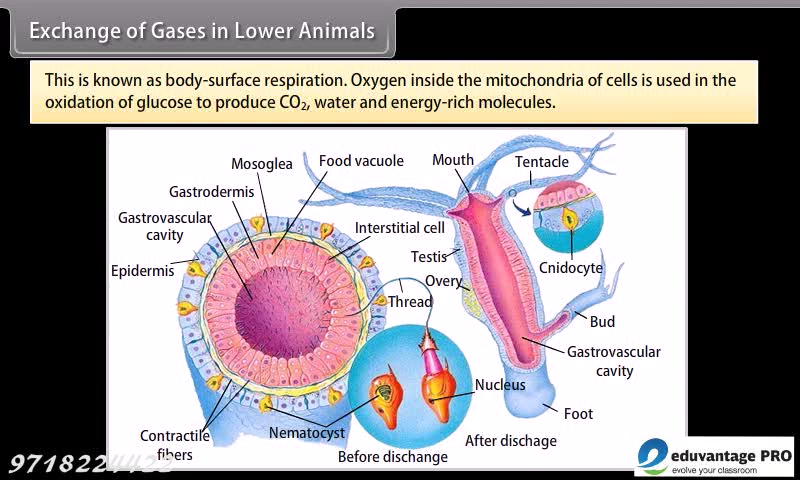 Exchange of Gases in Lower Animals
This is known as body-surface respiration. Oxygen inside the mitochondria of cells is used in the
oxidation of glucose to produce CO₂, water and energy-rich molecules.
Mosoglea
Food vacuole
Mouth
Tentacle
Gastrodermis
Gastrovascular
cavity
Interstitial cell
Testis
Epidermis
Cnidocyte
Overy
Thread
Bud
Gastrovascular
cavity
Nucleus
Foot
Contractile
fibers
Nematocyst
After dischage
Before dischange
9718224422
eduvantage PRO
evolve your classroom